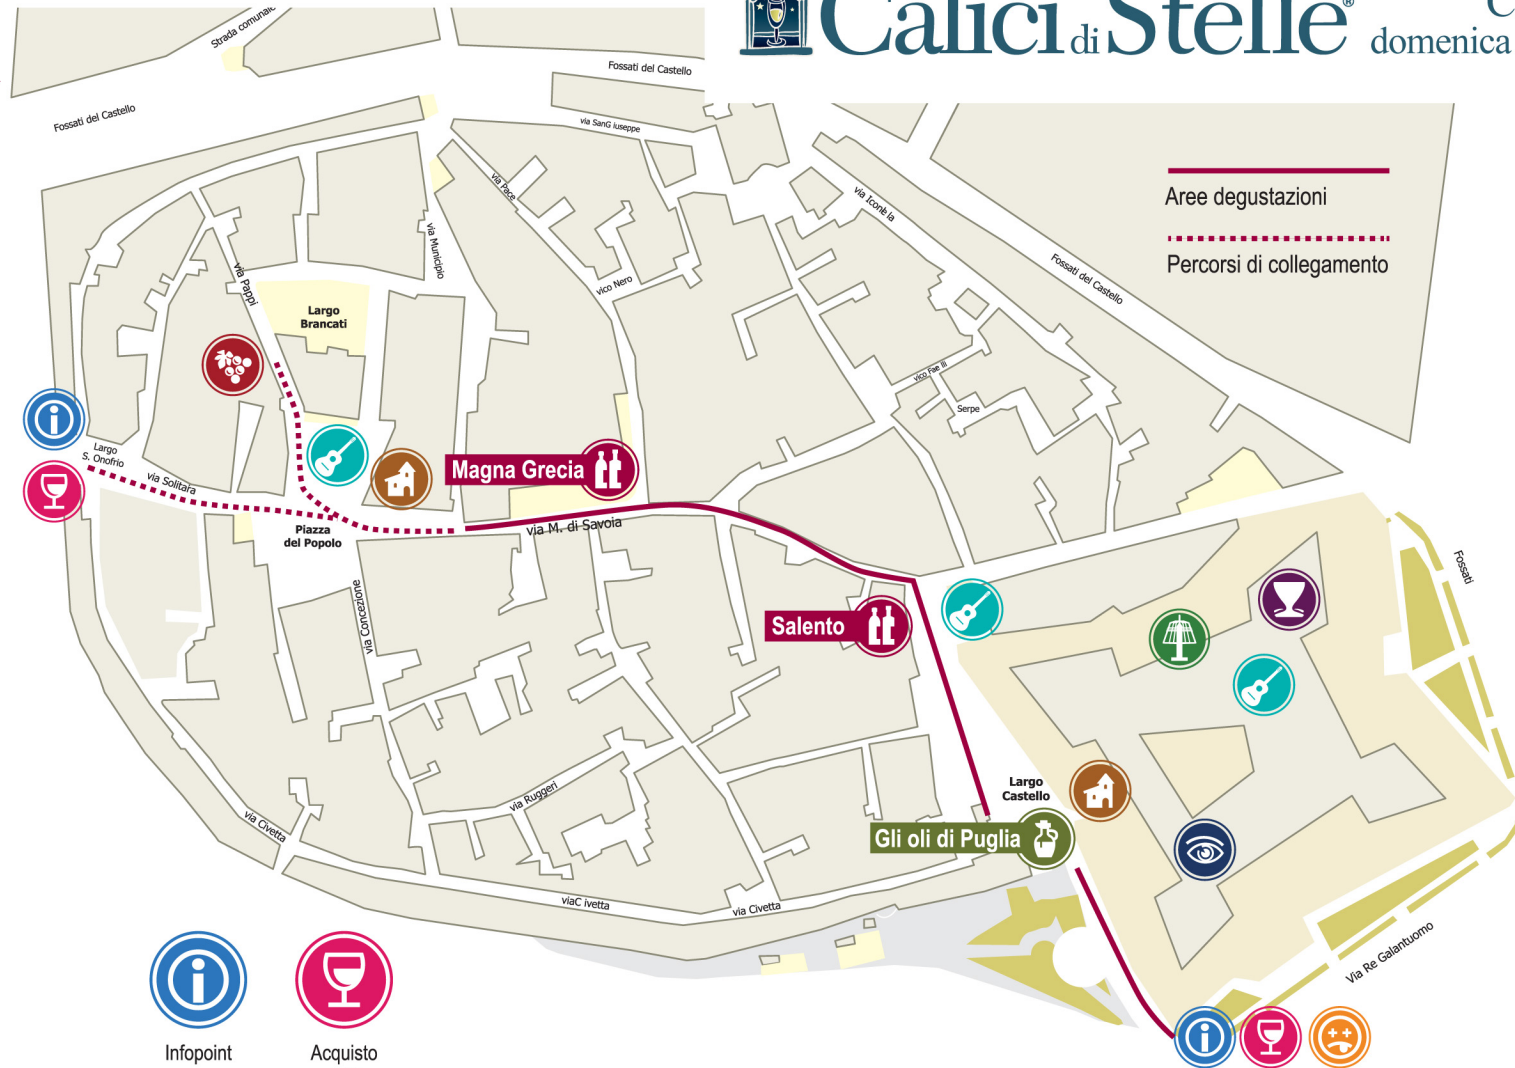 Calici di Stelle®
domenica
Strada comunale
Fossati del Castello
Fossati del Castello
via SanG iuseppe
Aree degustazioni
Percorsi di collegamento
via Pace
via Municipio
via Iconella
Fossati del Castello
via Pappi
vico Nero
Largo
Brancati
vico Fae III
Serpe
Largo
S. Onofrio
via Solitara
Magna Grecia
Piazza
del Popolo
via M. di Savoia
Fossati
via Concezione
Salento
Largo
Castello
via Ruggeri
via Civetta
Gli oli di Puglia
viaC ivetta
via Civetta
Via Re Galantuomo
Infopoint
Acquisto